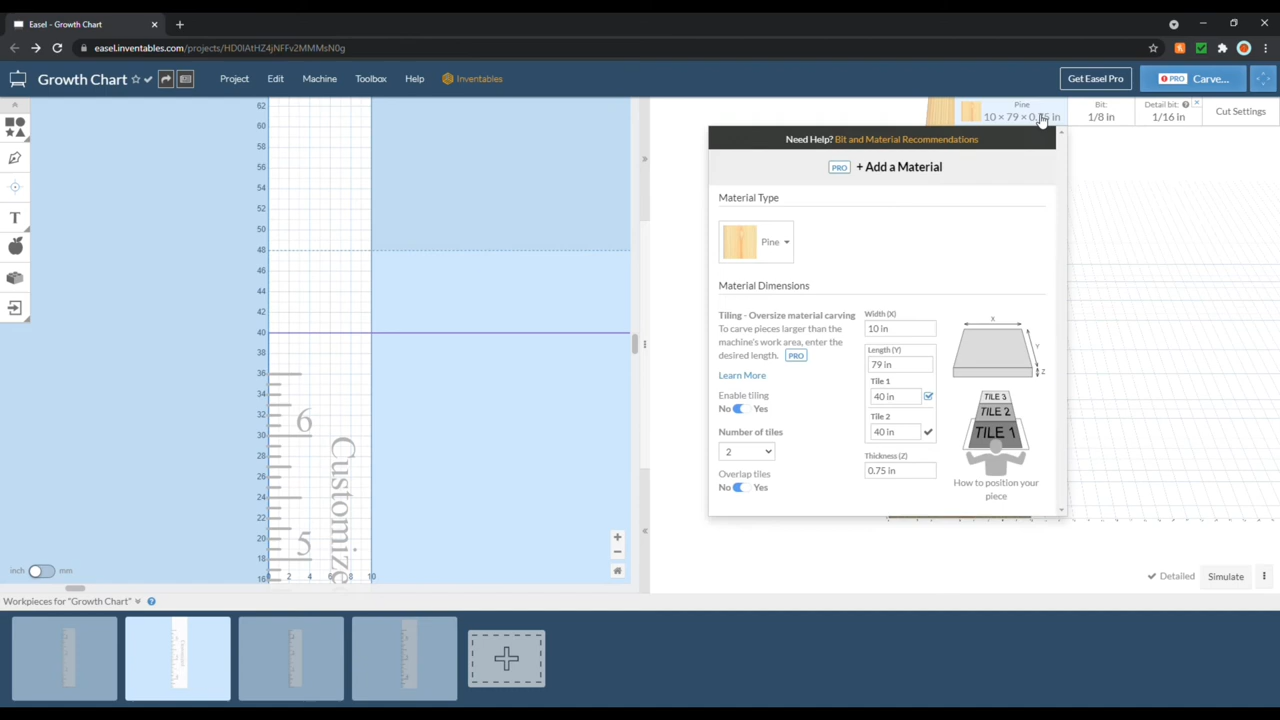 Easel - Growth Chart
easel.inventables.com/projects/HD0lAtHZ4jNFFv2MMMsN0g
Growth Chart
Project
Edit
Machine
Toolbox
Help
Inventables
Get Easel Pro
PRO Carve...
Pine
Bit:
1/8 in
Detail bit:
1/16 in
Cut Settings
Need Help? Bit and Material Recommendations
PRO + Add a Material
Material Type
Pine
Material Dimensions
Tiling - Oversize material carving
To carve pieces larger than the
machine's work area, enter the
desired length. PRO
Learn More
Enable tiling
No Yes
Number of tiles
2
Overlap tiles
No Yes
Width (X)
10 in
Length (Y)
79 in
Tile 1
40 in
Tile 2
40 in
Thickness (Z)
0.75 in
X
Y
Z
TILE 3
TILE 2
TILE 1
How to position your
piece
62
60
58
56
54
52
50
48
46
44
42
40
38
36
34
32
30
28
26
24
22
20
18
16
6
5
Customize
2
4
6
8
10
inch mm
Detailed
Simulate
Workpieces for "Growth Chart"